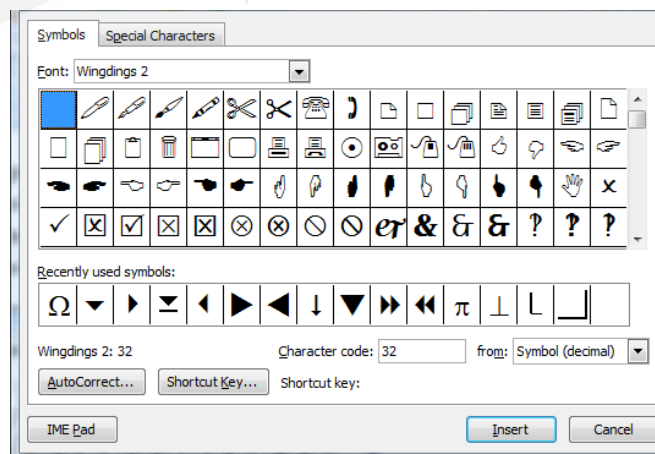 Symbols Special Characters
Font: Wingdings 2
Recently used symbols:
Ω π ⊥ L
Wingdings 2: 32 Character code: 32 from: Symbol (decimal)
AutoCorrect... Shortcut Key... Shortcut key:
IME Pad Insert Cancel